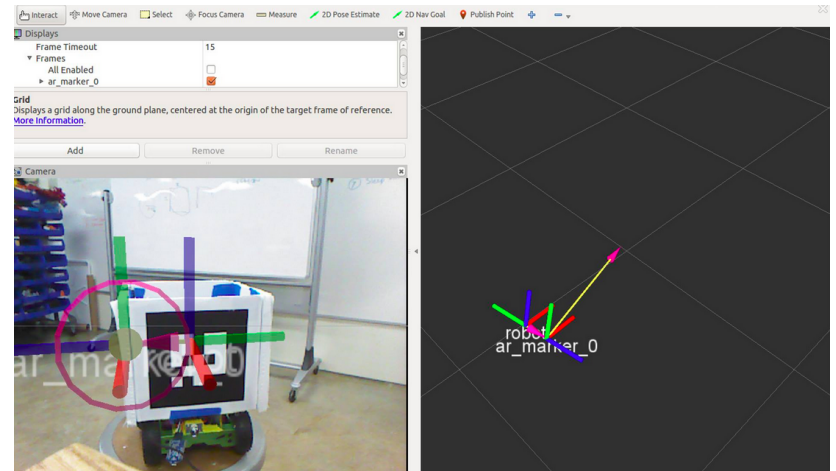 Interact Move Camera Select Focus Camera Measure 2D Pose Estimate 2D Nav Goal Publish Point
Displays
Frame Timeout 15
Frames
All Enabled
ar_marker_0
Grid
Displays a grid along the ground plane, centered at the origin of the target frame of reference.
More Information.
Add Remove Rename
Camera
robot
ar_marker_0